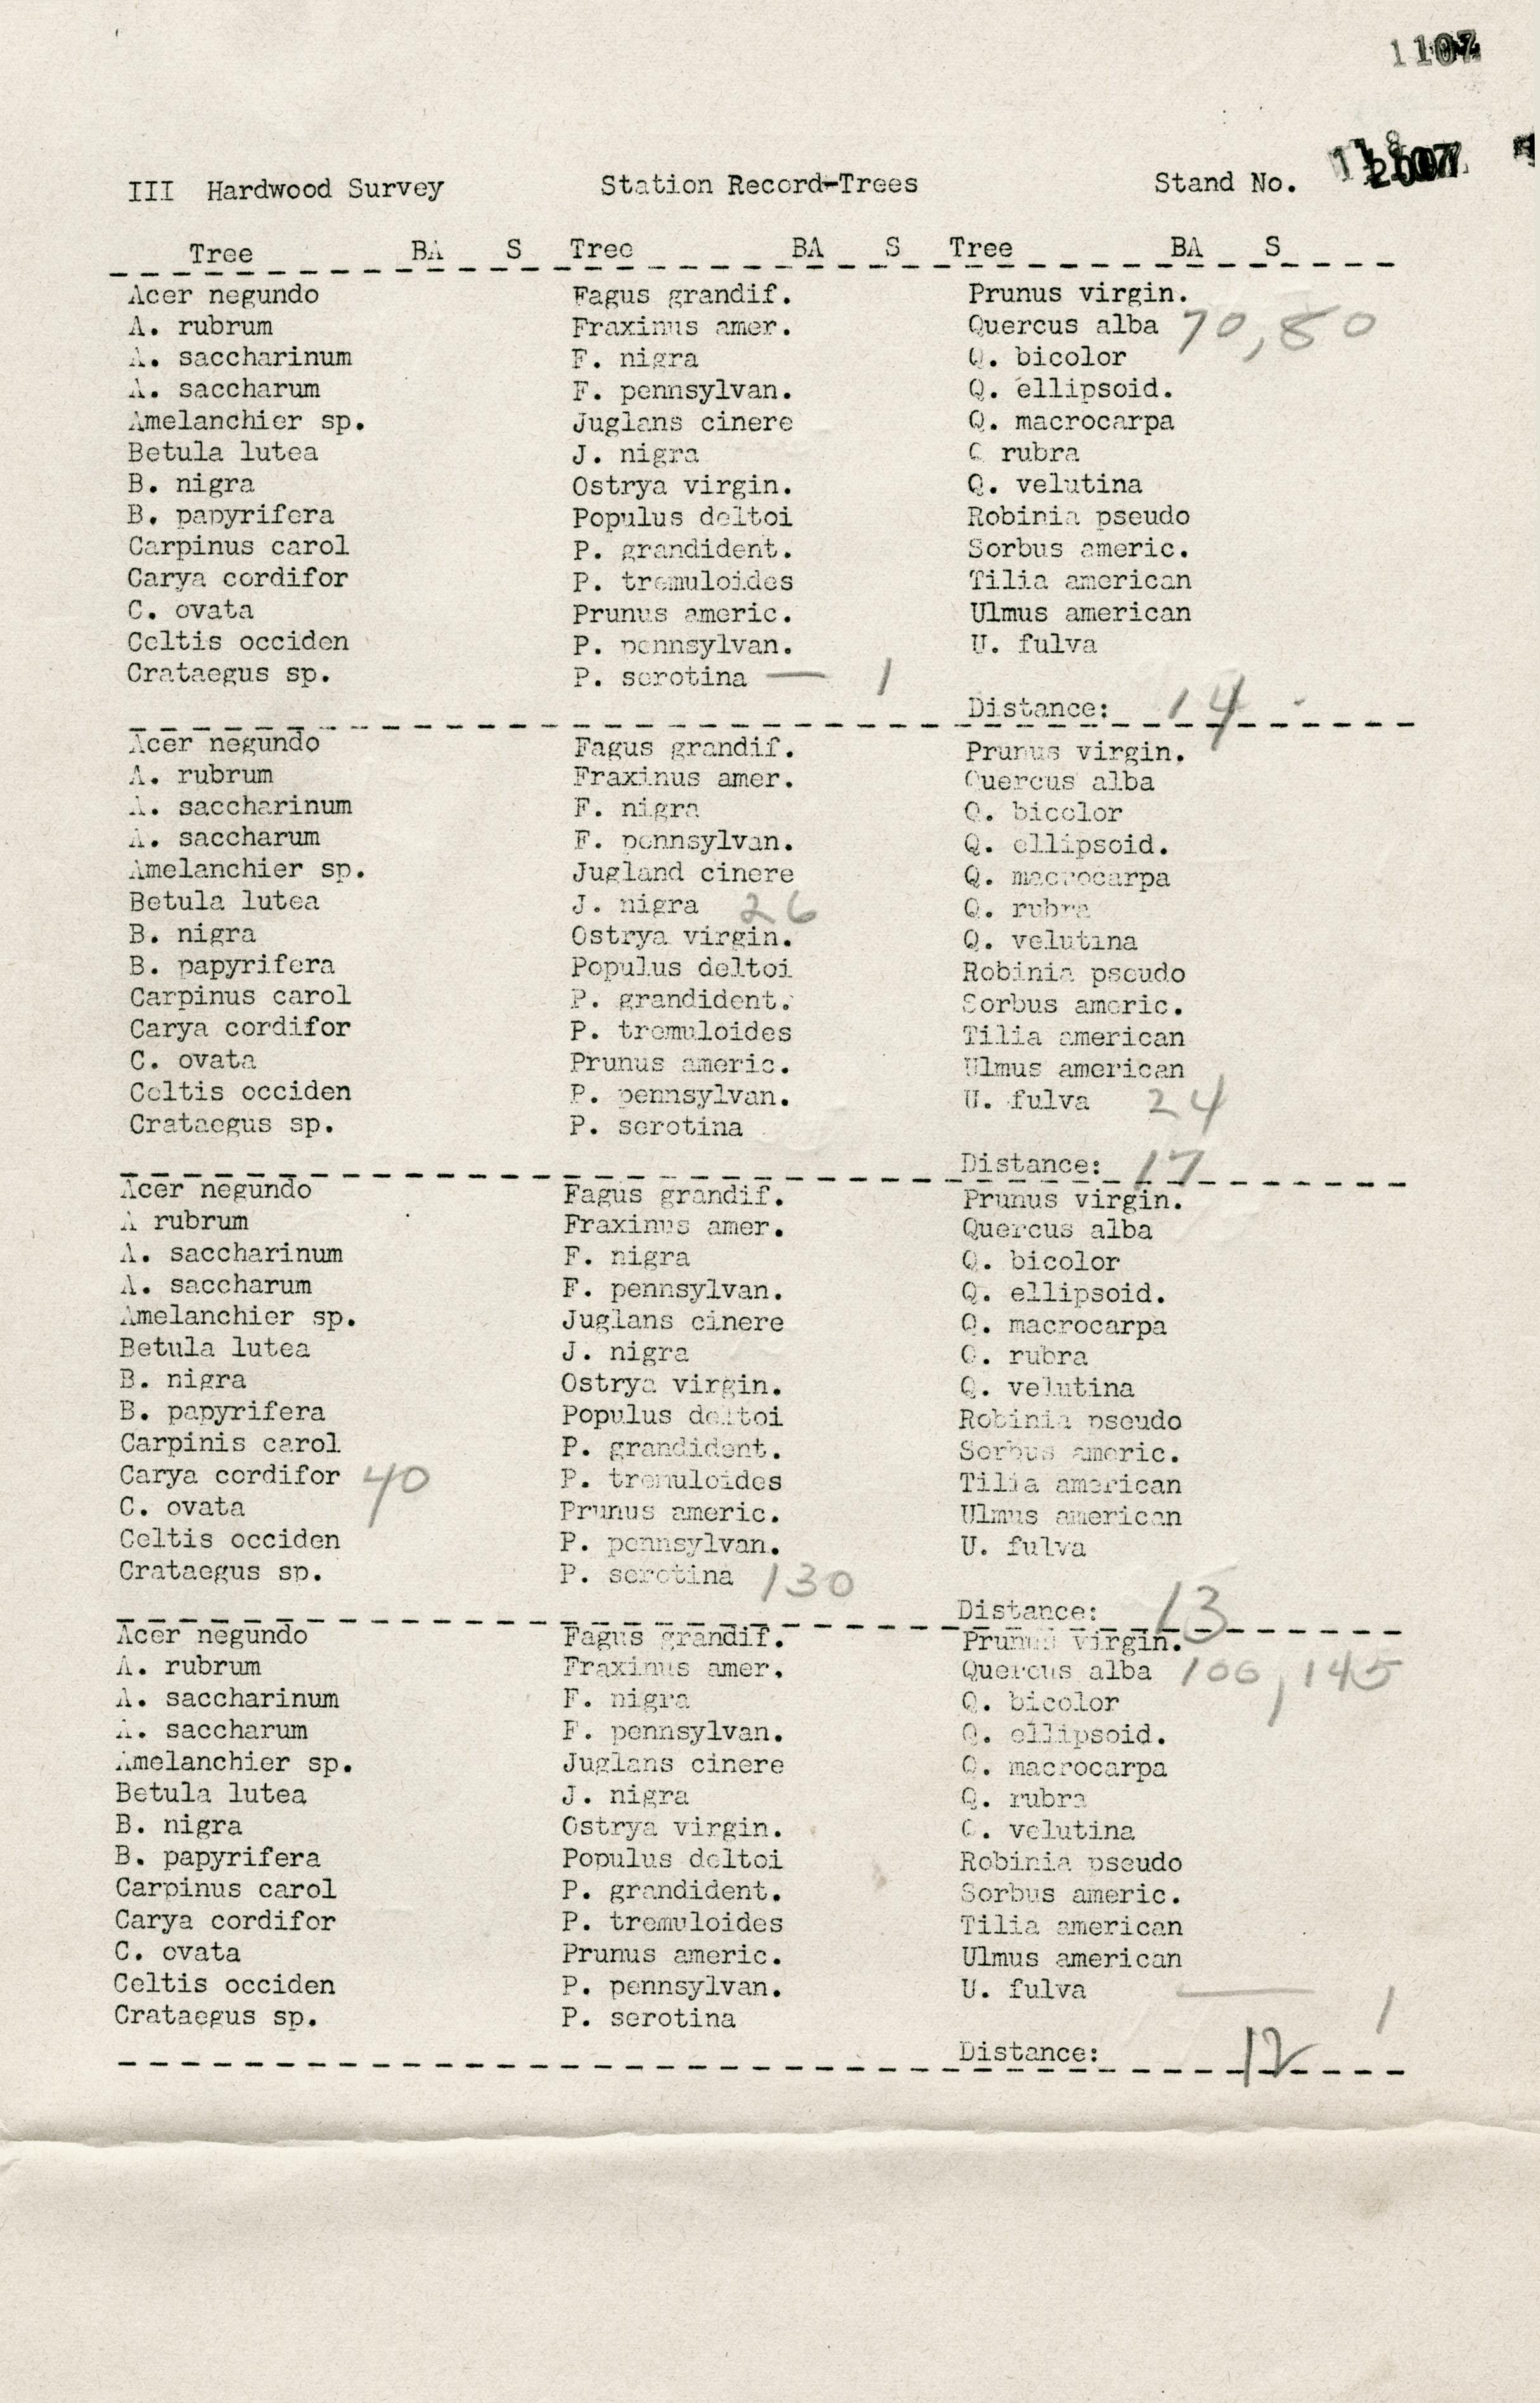 III Hardwood Survey Station Record-Trees Stand No.
Tree BA S Tree BA S Tree BA S
Acer negundo Fagus grandif. Prunus virgin.
A. rubrum Fraxinus amer. Quercus alba 70, 80
A. saccharinum F. nigra Q. bicolor
A. saccharum F. pennsylvan. Q. ellipsoid.
Amelanchier sp. Juglans cinere Q. macrocarpa
Betula lutea J. nigra Q rubra
B. nigra Ostrya virgin. Q. velutina
B. papyrifera Populus deltoi Robinia pseudo
Carpinus carol P. grandident. Sorbus americ.
Carya cordifor P. tremuloides Tilia american
C. ovata Prunus americ. Ulmus american
Celtis occiden P. pennsylvan. U. fulva
Crataegus sp. P. serotina — 1
Distance: 14
Acer negundo Fagus grandif. Prunus virgin.
A. rubrum Fraxinus amer. Quercus alba
A. saccharinum F. nigra Q. bicolor
A. saccharum F. pennsylvan. Q. ellipsoid.
Amelanchier sp. Jugland cinere Q. macrocarpa
Betula lutea J. nigra 26 Q. rubra
B. nigra Ostrya virgin. Q. velutina
B. papyrifera Populus deltoi Robinia pseudo
Carpinus carol P. grandident. Sorbus americ.
Carya cordifor P. tremuloides Tilia american
C. ovata Prunus americ. Ulmus american
Celtis occiden P. pennsylvan. U. fulva 24
Crataegus sp. P. serotina
Distance: 17
Acer negundo Fagus grandif. Prunus virgin.
A rubrum Fraxinus amer. Quercus alba
A. saccharinum F. nigra Q. bicolor
A. saccharum F. pennsylvan. Q. ellipsoid.
Amelanchier sp. Juglans cinere Q. macrocarpa
Betula lutea J. nigra Q. rubra
B. nigra Ostrya virgin. Q. velutina
B. papyrifera Populus deltoi Robinia pseudo
Carpinis carol P. grandident. Sorbus americ.
Carya cordifor 40 P. tremuloides Tilia american
C. ovata Prunus americ. Ulmus american
Celtis occiden P. pennsylvan. U. fulva
Crataegus sp. P. serotina 130
Distance: 13
Acer negundo Fagus grandif. Prunus virgin.
A. rubrum Fraxinus amer. Quercus alba 100, 145
A. saccharinum F. nigra Q. bicolor
A. saccharum F. pennsylvan. Q. ellipsoid.
Amelanchier sp. Juglans cinere Q. macrocarpa
Betula lutea J. nigra Q. rubra
B. nigra Ostrya virgin. Q. velutina
B. papyrifera Populus deltoi Robinia pseudo
Carpinus carol P. grandident. Sorbus americ.
Carya cordifor P. tremuloides Tilia american
C. ovata Prunus americ. Ulmus american
Celtis occiden P. pennsylvan. U. fulva — 1
Crataegus sp. P. serotina
Distance: 12